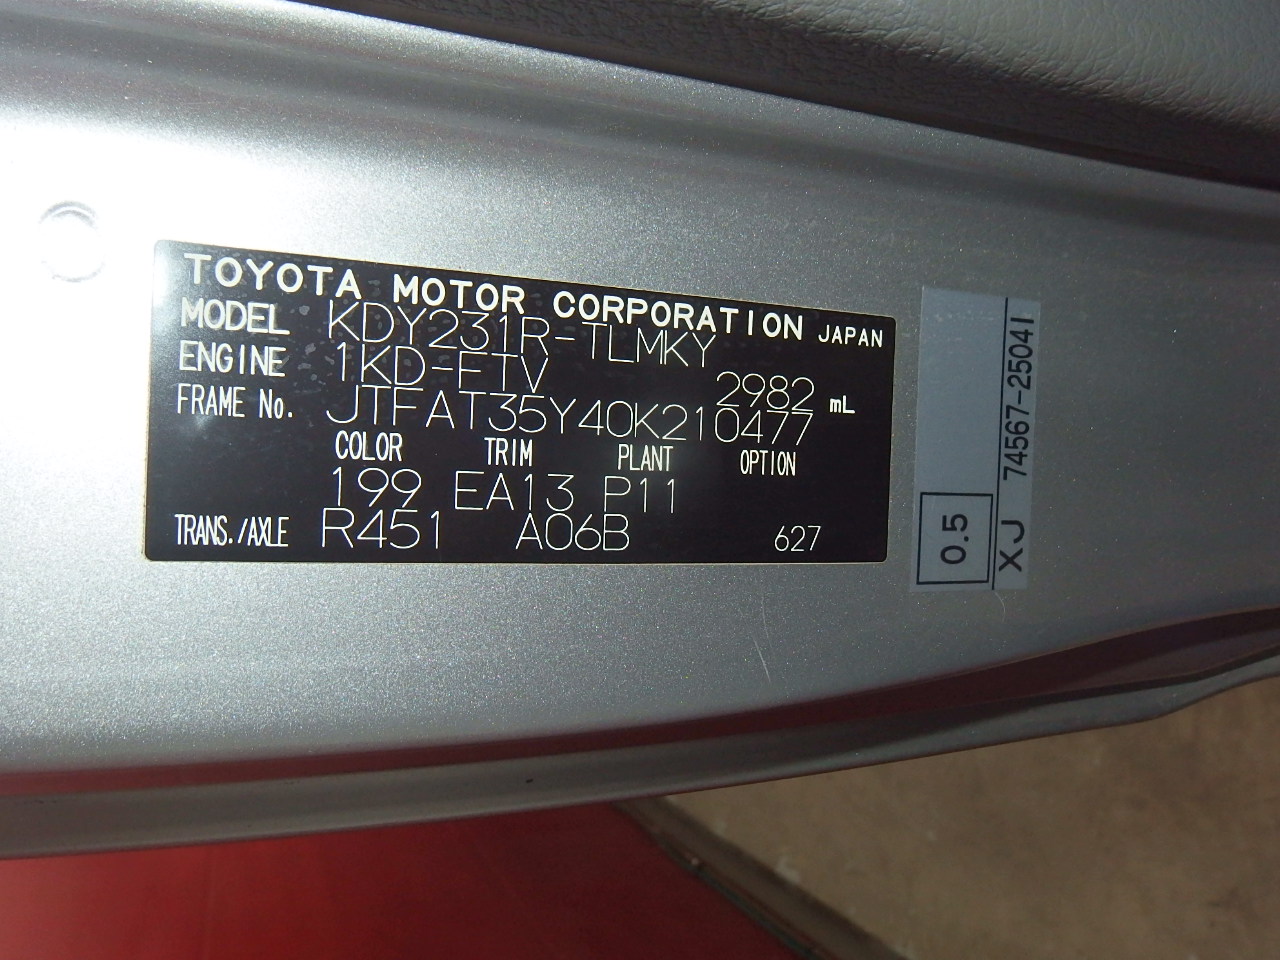 TOYOTA MOTOR CORPORATION JAPAN
MODEL KDY231R-TLMKY
ENGINE 1KD-FTV 2982 mL
FRAME No. JTFAT35Y40K210477
COLOR TRIM PLANT OPTION
199 EA13 P11
TRANS./AXLE R451 A06B 627
0.5
XJ 74567-25041